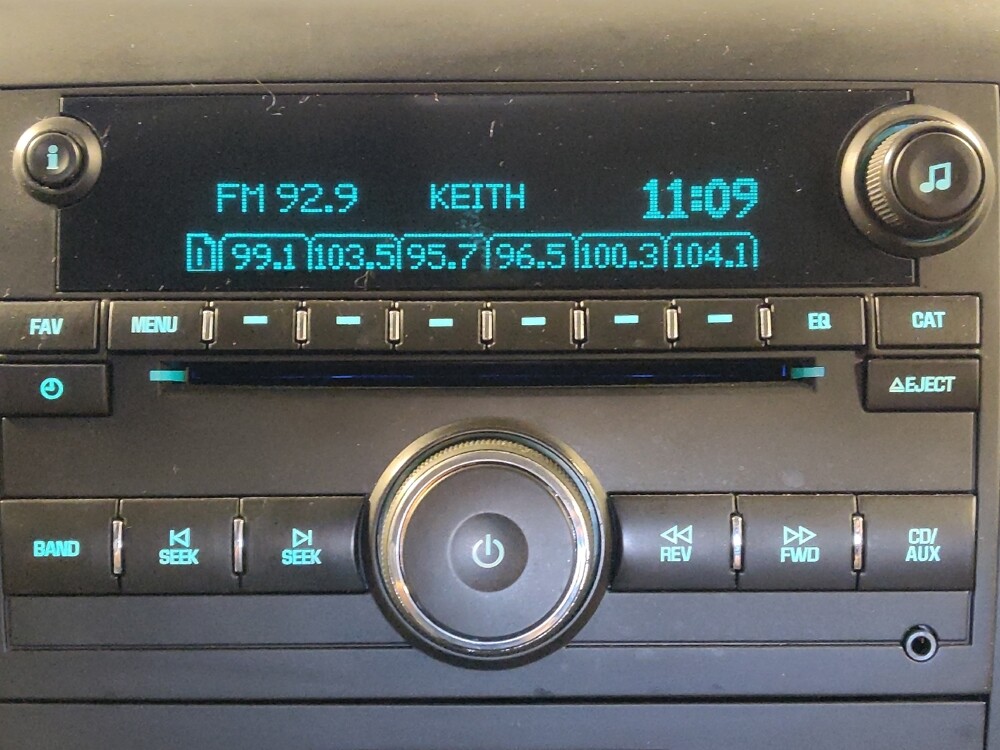 i
FM 92.9 KEITH 11:09
1 99.1 103.5 95.7 96.5 100.3 104.1
FAV MENU EQ CAT
EJECT
BAND SEEK SEEK REV FWD CD/
AUX